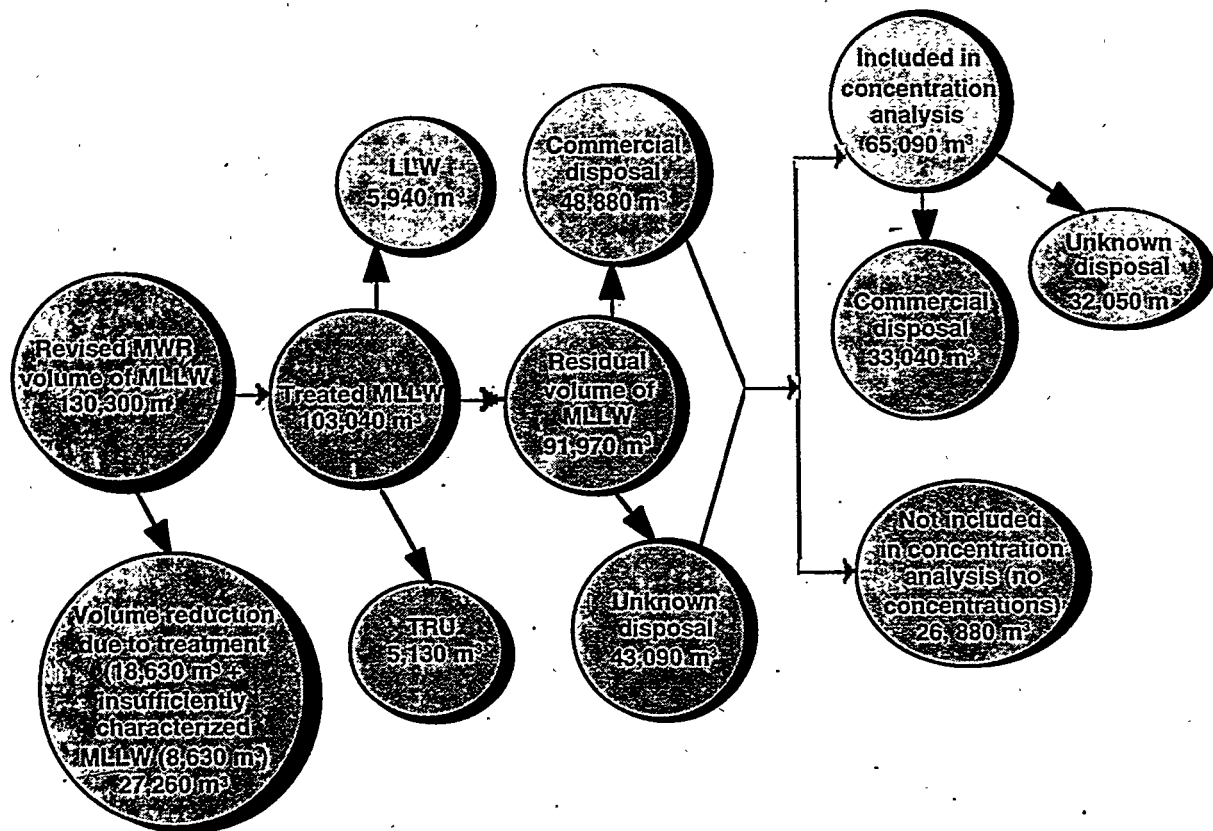 Revised MWR
volume of MLLW
130,300 m³
Volume reduction
due to treatment
(18,630 m³ +
insufficiently
characterized
MLLW (8,630 m³)
27,260 m³
LLW
5,940 m³
Treated MLLW
103,040 m³
TRU
5,130 m³
Commercial
disposal
48,880 m³
Residual
volume of
MLLW
91,970 m³
Unknown
disposal
43,090 m³
Included in
concentration
analysis
65,090 m³
Commercial
disposal
33,040 m³
Unknown
disposal
32,050 m³
Not included
in concentration
analysis (no
concentrations)
26,880 m³